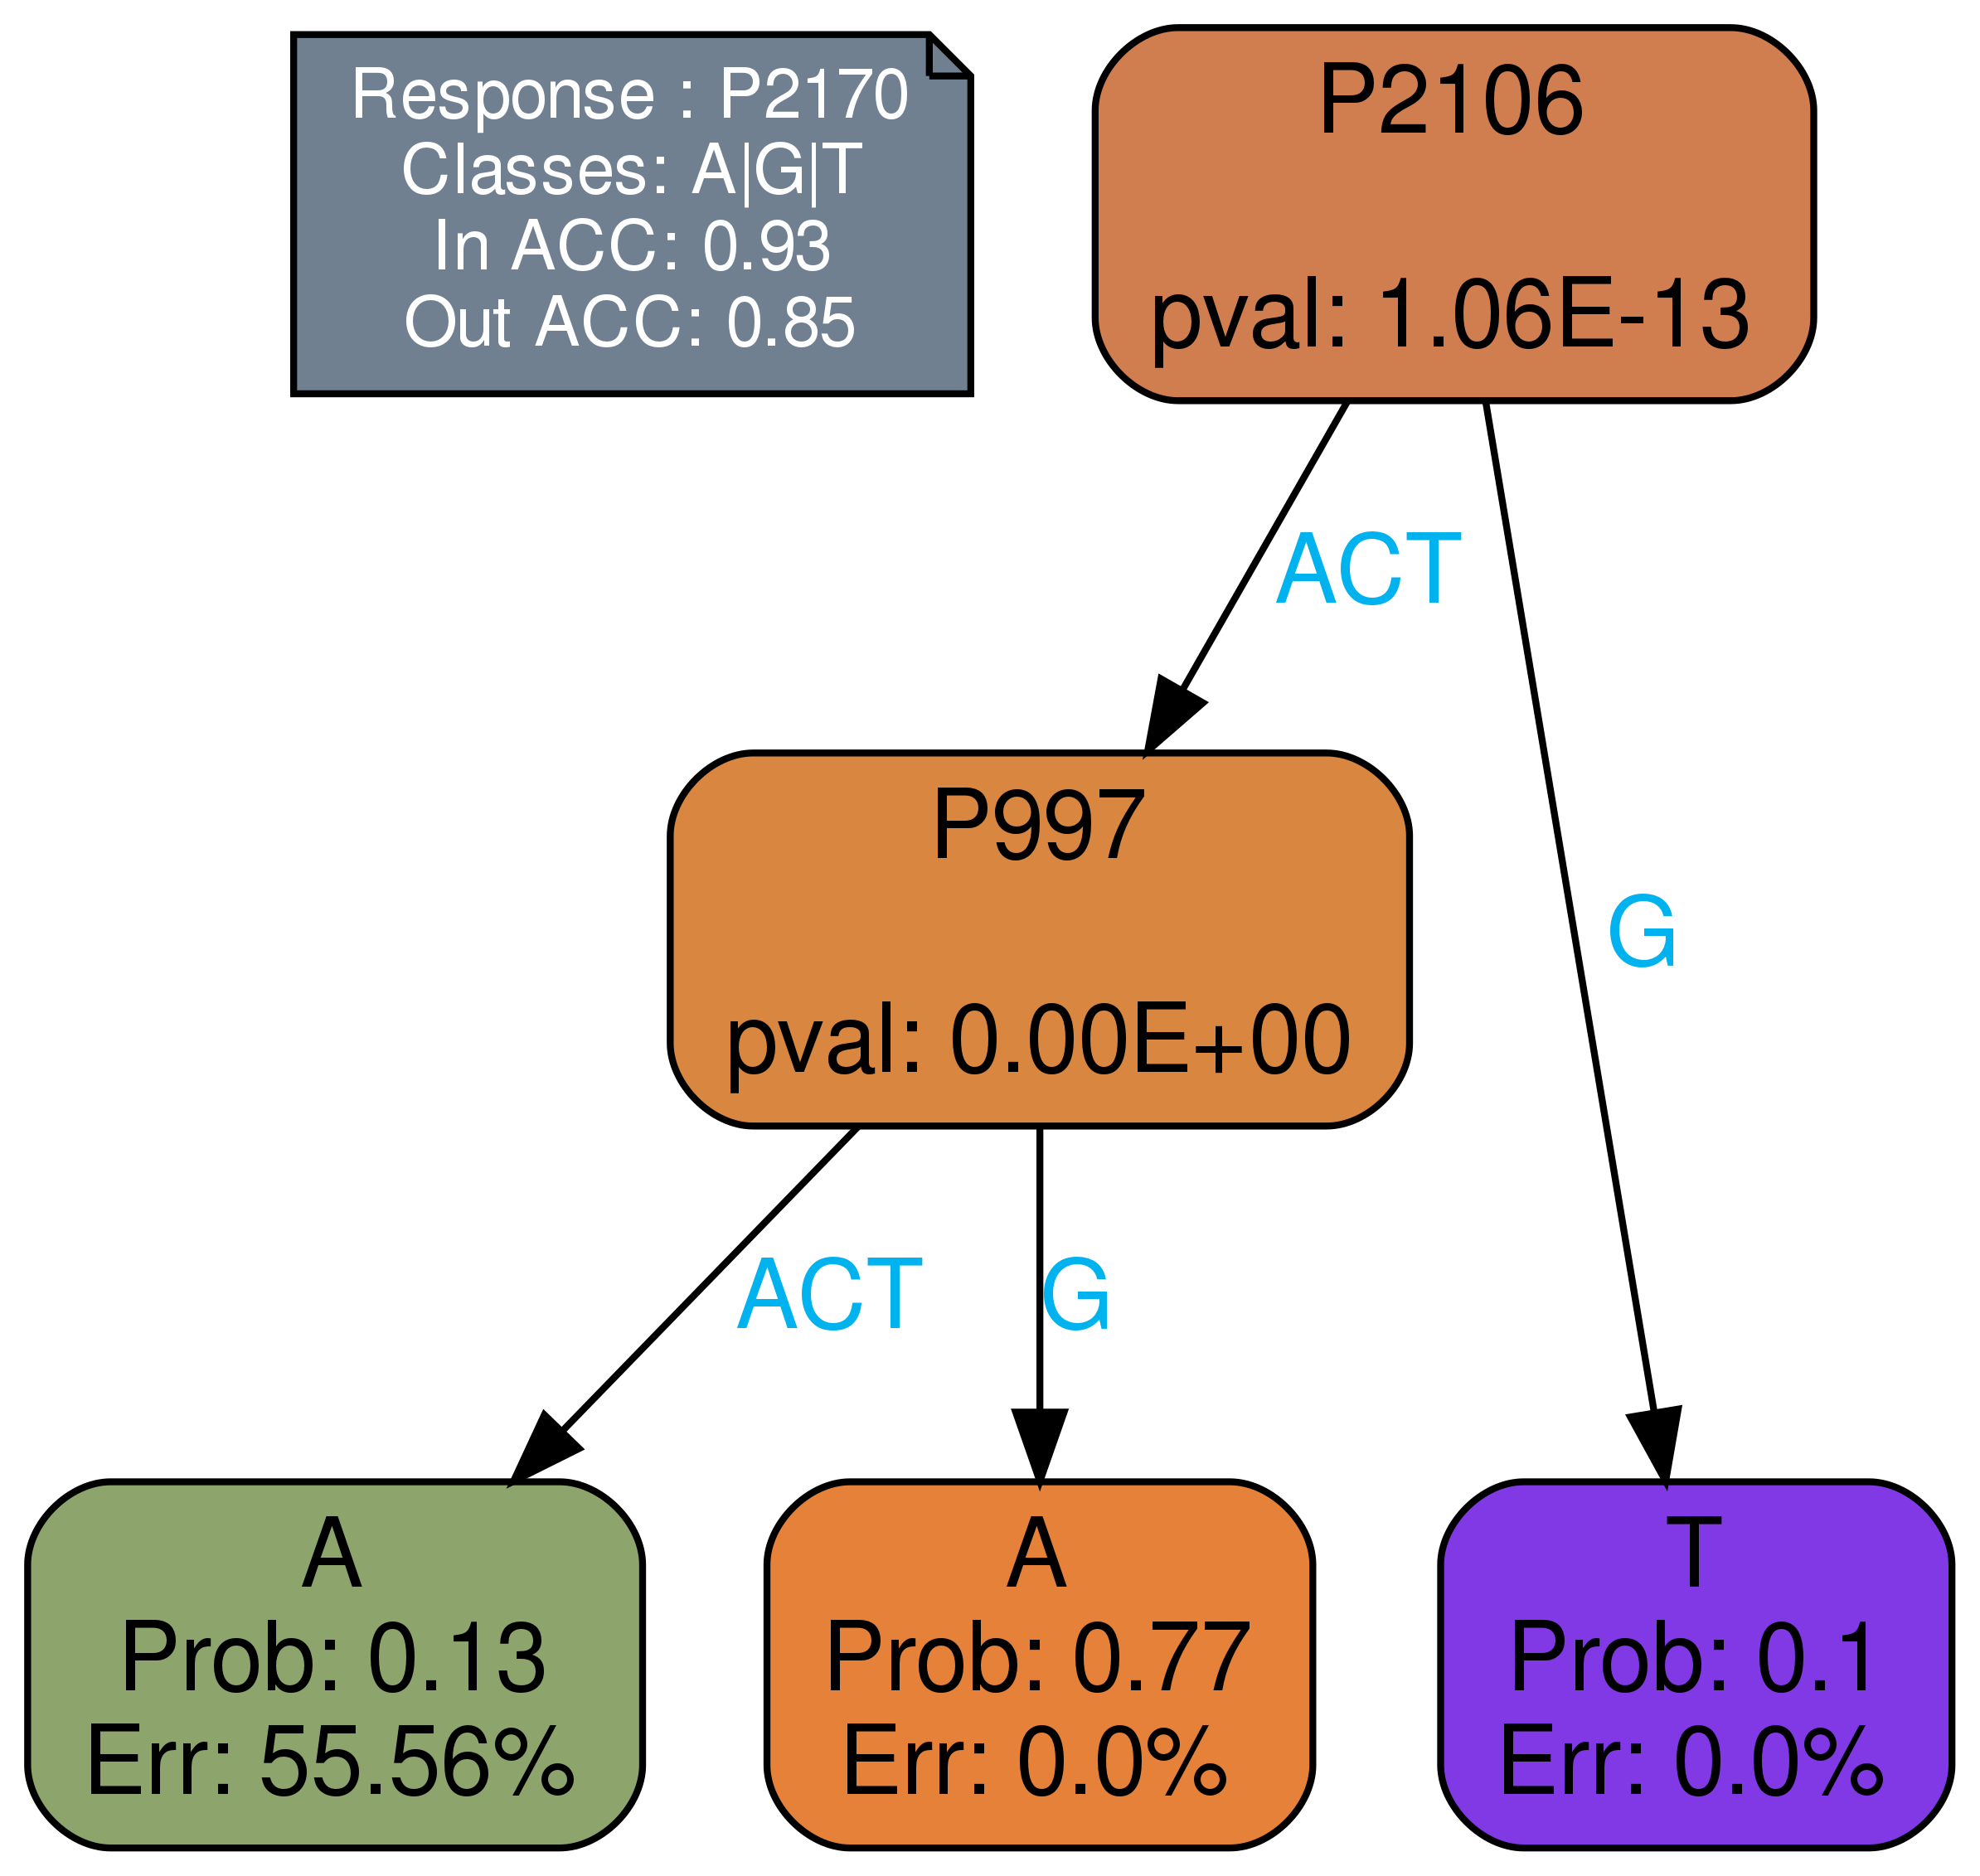 Response : P2170
Classes: A|G|T
In ACC: 0.93
Out ACC: 0.85
P2106
pval: 1.06E-13
ACT
G
P997
pval: 0.00E+00
ACT
G
A
Prob: 0.13
Err: 55.56%
A
Prob: 0.77
Err: 0.0%
T
Prob: 0.1
Err: 0.0%